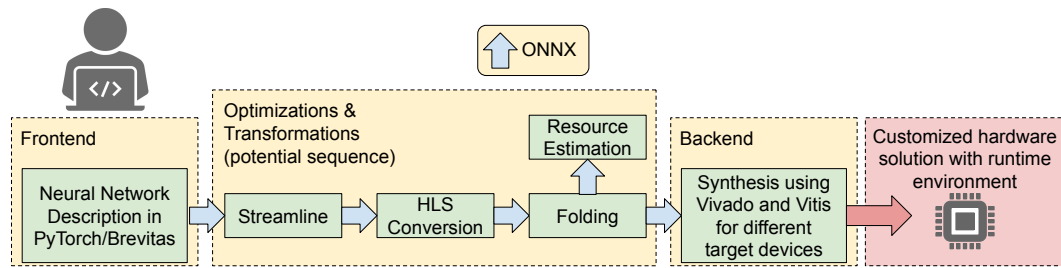 ONNX
Frontend
Neural Network
Description in
PyTorch/Brevitas
Optimizations &
Transformations
(potential sequence)
Streamline
HLS
Conversion
Folding
Resource
Estimation
Backend
Synthesis using
Vivado and Vitis
for different
target devices
Customized hardware
solution with runtime
environment